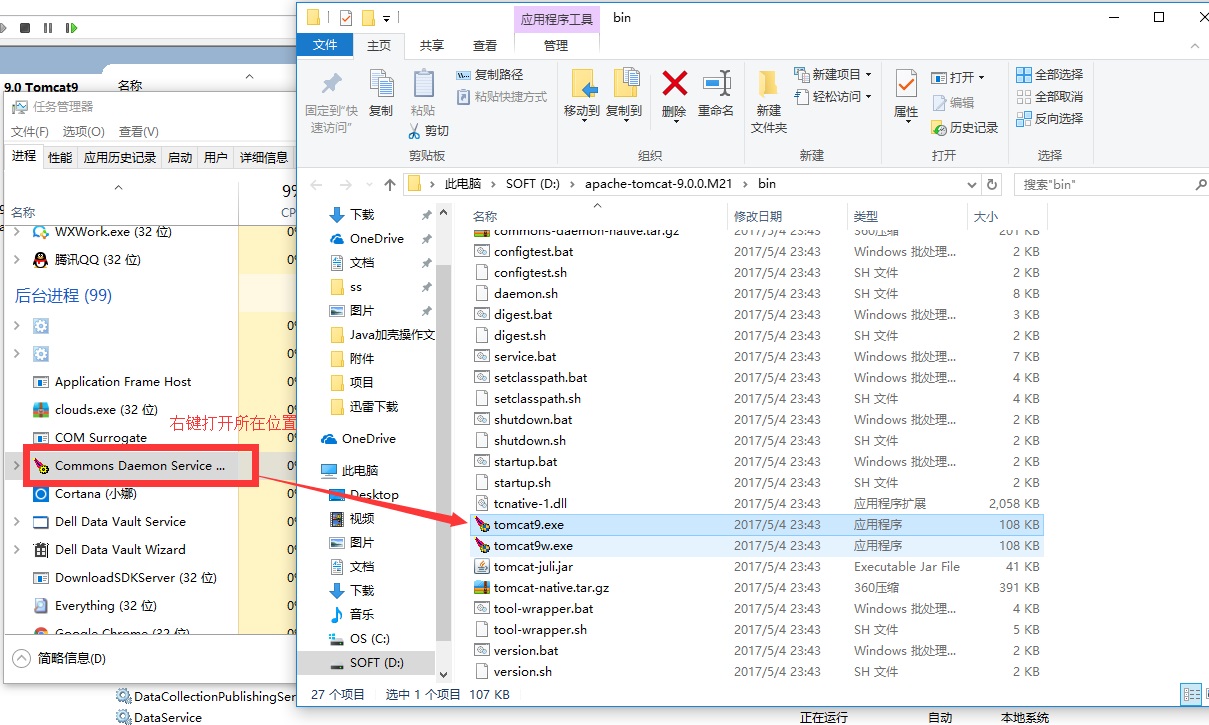 9.0 Tomcat9
名称
任务管理器
文件(F) 选项(O) 查看(V)
进程 性能 应用历史记录 启动 用户 详细信息
9%
名称
CP
WXWork.exe (32 位) 0%
腾讯QQ (32 位) 0%
后台进程 (99)
0%
0%
Application Frame Host 0%
clouds.exe (32 位) 0%
右键打开所在位置
COM Surrogate 0%
Commons Daemon Service ... 0%
Cortana (小娜) 0%
Dell Data Vault Service 0%
Dell Data Vault Wizard 0%
DownloadSDKServer (32 位) 0%
Everything (32 位) 0%
Google Chrome (32 位) 0%
简略信息(D)
DataCollectionPublishingSer
DataService
正在运行 自动 本地系统
应用程序工具 bin
文件 主页 共享 查看 管理
固定到“快速访问”
复制
粘贴
复制路径
粘贴快捷方式
剪切
剪贴板
移动到 复制到 删除 重命名
组织
新建文件夹
新建项目
轻松访问
新建
属性
打开
编辑
历史记录
打开
全部选择
全部取消
反向选择
选择
此电脑 SOFT (D:) apache-tomcat-9.0.0.M21 bin
搜索"bin"
下载
OneDrive
文档
ss
图片
Java加壳操作文
附件
项目
迅雷下载
OneDrive
此电脑
Desktop
视频
图片
文档
下载
音乐
OS (C:)
SOFT (D:)
名称 修改日期 类型 大小
commons-daemon-native.tar.gz 2017/5/4 23:43 360压缩 201 KB
configtest.bat 2017/5/4 23:43 Windows 批处理... 2 KB
configtest.sh 2017/5/4 23:43 SH 文件 2 KB
daemon.sh 2017/5/4 23:43 SH 文件 8 KB
digest.bat 2017/5/4 23:43 Windows 批处理... 3 KB
digest.sh 2017/5/4 23:43 SH 文件 2 KB
service.bat 2017/5/4 23:43 Windows 批处理... 7 KB
setclasspath.bat 2017/5/4 23:43 Windows 批处理... 4 KB
setclasspath.sh 2017/5/4 23:43 SH 文件 4 KB
shutdown.bat 2017/5/4 23:43 Windows 批处理... 2 KB
shutdown.sh 2017/5/4 23:43 SH 文件 2 KB
startup.bat 2017/5/4 23:43 Windows 批处理... 2 KB
startup.sh 2017/5/4 23:43 SH 文件 2 KB
tcnative-1.dll 2017/5/4 23:43 应用程序扩展 2,058 KB
tomcat9.exe 2017/5/4 23:43 应用程序 108 KB
tomcat9w.exe 2017/5/4 23:43 应用程序 108 KB
tomcat-juli.jar 2017/5/4 23:43 Executable Jar File 41 KB
tomcat-native.tar.gz 2017/5/4 23:43 360压缩 391 KB
tool-wrapper.bat 2017/5/4 23:43 Windows 批处理... 4 KB
tool-wrapper.sh 2017/5/4 23:43 SH 文件 5 KB
version.bat 2017/5/4 23:43 Windows 批处理... 2 KB
version.sh 2017/5/4 23:43 SH 文件 2 KB
27 个项目 选中 1 个项目 107 KB